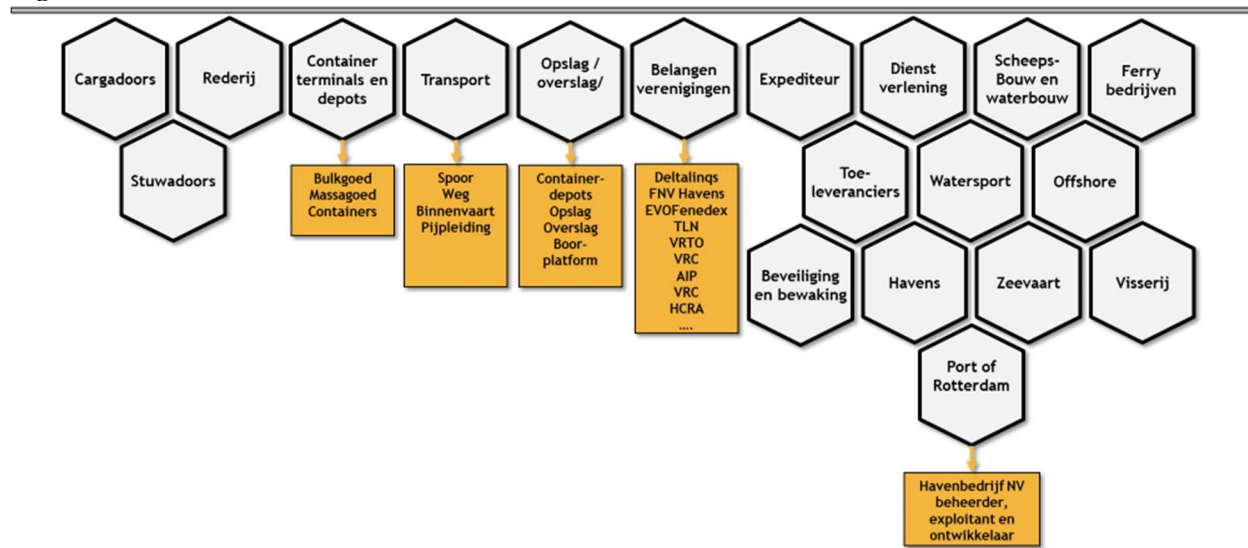 Cargadoors
Rederij
Container
terminals en
depots
Transport
Opslag /
overslag/
Belangen
verenigingen
Expediteur
Dienst
verlening
Scheeps-
Bouw en
waterbouw
Ferry
bedrijven
Stuwadoors
Bulkgoed
Massagoed
Containers
Spoor
Weg
Binnenvaart
Pijpleiding
Container-
depots
Opslag
Overslag
Boor-
platform
Deltalinqs
FNV Havens
EVOFenedex
TLN
VRTO
VRC
AIP
VRC
HCRA
....
Toe-
leveranciers
Watersport
Offshore
Beveiliging
en bewaking
Havens
Zeevaart
Visserij
Port of
Rotterdam
Havenbedrijf NV
beheerder,
exploitant en
ontwikkelaar